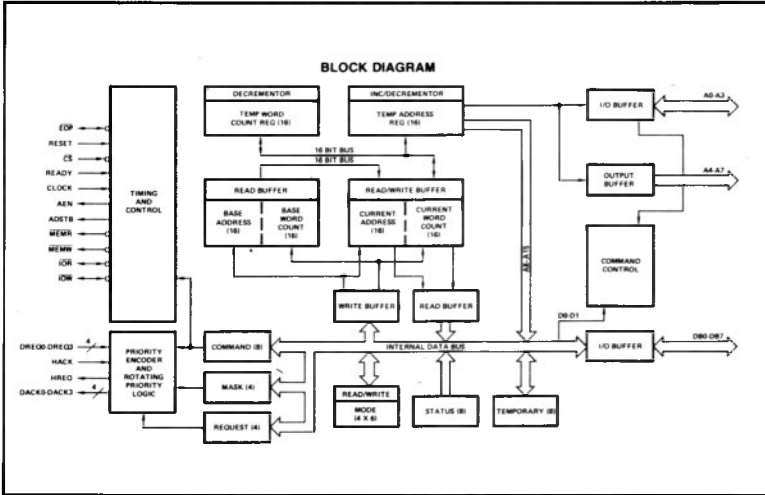 BLOCK DIAGRAM
DECREMENTOR
TEMP WORD
COUNT REG (16)
INC/DECREMENTOR
TEMP ADDRESS
REG (16)
I/O BUFFER
A0-A3
EOP
RESET
CS
READY
CLOCK
AEN
ADSTB
MEMR
MEMW
IOR
IOW
TIMING
AND
CONTROL
16 BIT BUS
16 BIT BUS
READ BUFFER
BASE
ADDRESS
(16)
BASE
WORD
COUNT
(16)
READ/WRITE BUFFER
CURRENT
ADDRESS
(16)
CURRENT
WORD
COUNT
(16)
OUTPUT
BUFFER
A4-A7
A8-A15
COMMAND
CONTROL
WRITE BUFFER
READ BUFFER
D0-D1
DREQ0-DREQ3
4
HACK
HREQ
DACK0-DACK3
4
PRIORITY
ENCODER
AND
ROTATING
PRIORITY
LOGIC
COMMAND (8)
MASK (4)
REQUEST (4)
INTERNAL DATA BUS
I/O BUFFER
DB0-DB7
READ/WRITE
MODE
(4 X 6)
STATUS (8)
TEMPORARY (8)